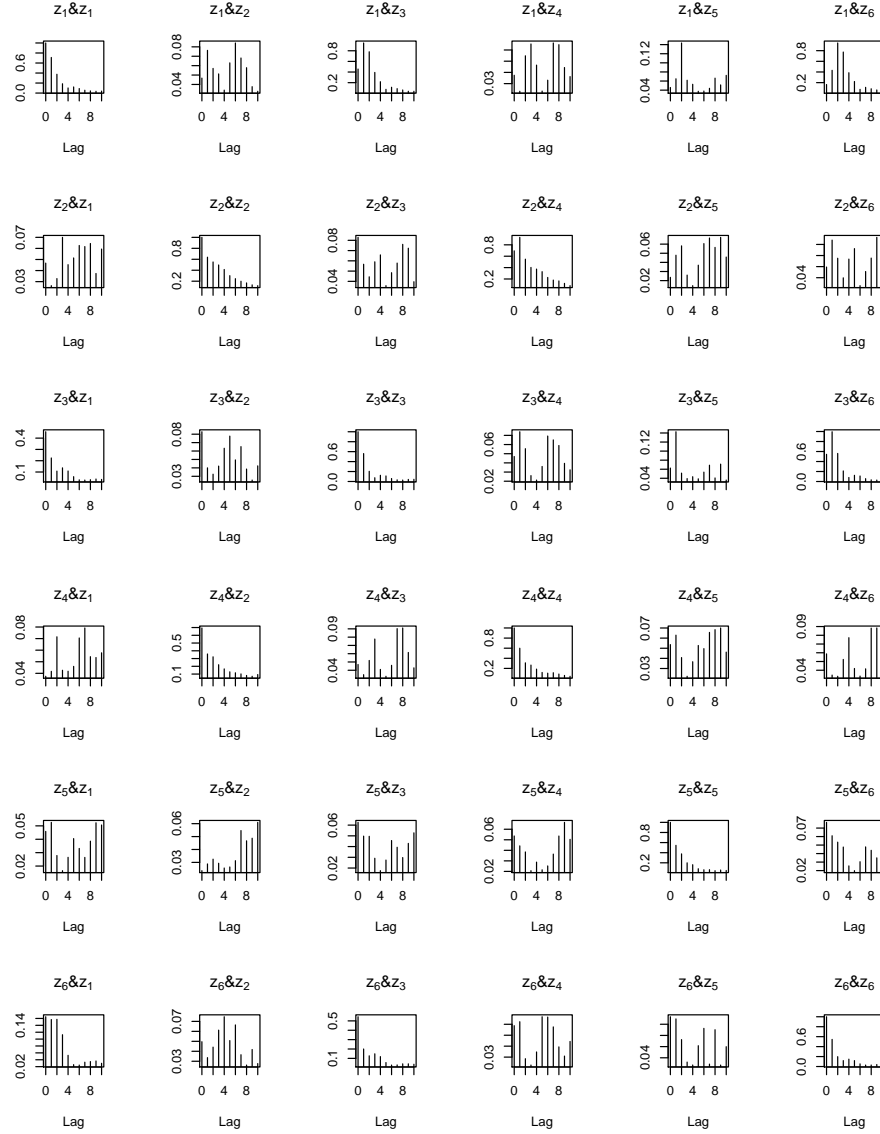 z₁&z₁ z₁&z₂ z₁&z₃ z₁&z₄ z₁&z₅ z₁&z₆
0.0 0.6 0.04 0.08 0.2 0.8 0.03 0.04 0.12 0.2 0.8
0 4 8 0 4 8 0 4 8 0 4 8 0 4 8 0 4 8
Lag Lag Lag Lag Lag Lag
z₂&z₁ z₂&z₂ z₂&z₃ z₂&z₄ z₂&z₅ z₂&z₆
0.03 0.07 0.2 0.8 0.04 0.08 0.2 0.8 0.02 0.06 0.04
0 4 8 0 4 8 0 4 8 0 4 8 0 4 8 0 4 8
Lag Lag Lag Lag Lag Lag
z₃&z₁ z₃&z₂ z₃&z₃ z₃&z₄ z₃&z₅ z₃&z₆
0.1 0.4 0.03 0.08 0.0 0.6 0.02 0.06 0.04 0.12 0.0 0.6
0 4 8 0 4 8 0 4 8 0 4 8 0 4 8 0 4 8
Lag Lag Lag Lag Lag Lag
z₄&z₁ z₄&z₂ z₄&z₃ z₄&z₄ z₄&z₅ z₄&z₆
0.04 0.08 0.1 0.5 0.04 0.09 0.2 0.8 0.03 0.07 0.02 0.08
0 4 8 0 4 8 0 4 8 0 4 8 0 4 8 0 4 8
Lag Lag Lag Lag Lag Lag
z₅&z₁ z₅&z₂ z₅&z₃ z₅&z₄ z₅&z₅ z₅&z₆
0.02 0.05 0.03 0.06 0.02 0.06 0.02 0.06 0.2 0.8 0.02 0.07
0 4 8 0 4 8 0 4 8 0 4 8 0 4 8 0 4 8
Lag Lag Lag Lag Lag Lag
z₆&z₁ z₆&z₂ z₆&z₃ z₆&z₄ z₆&z₅ z₆&z₆
0.02 0.14 0.03 0.07 0.1 0.5 0.03 0.04 0.0 0.6
0 4 8 0 4 8 0 4 8 0 4 8 0 4 8 0 4 8
Lag Lag Lag Lag Lag Lag